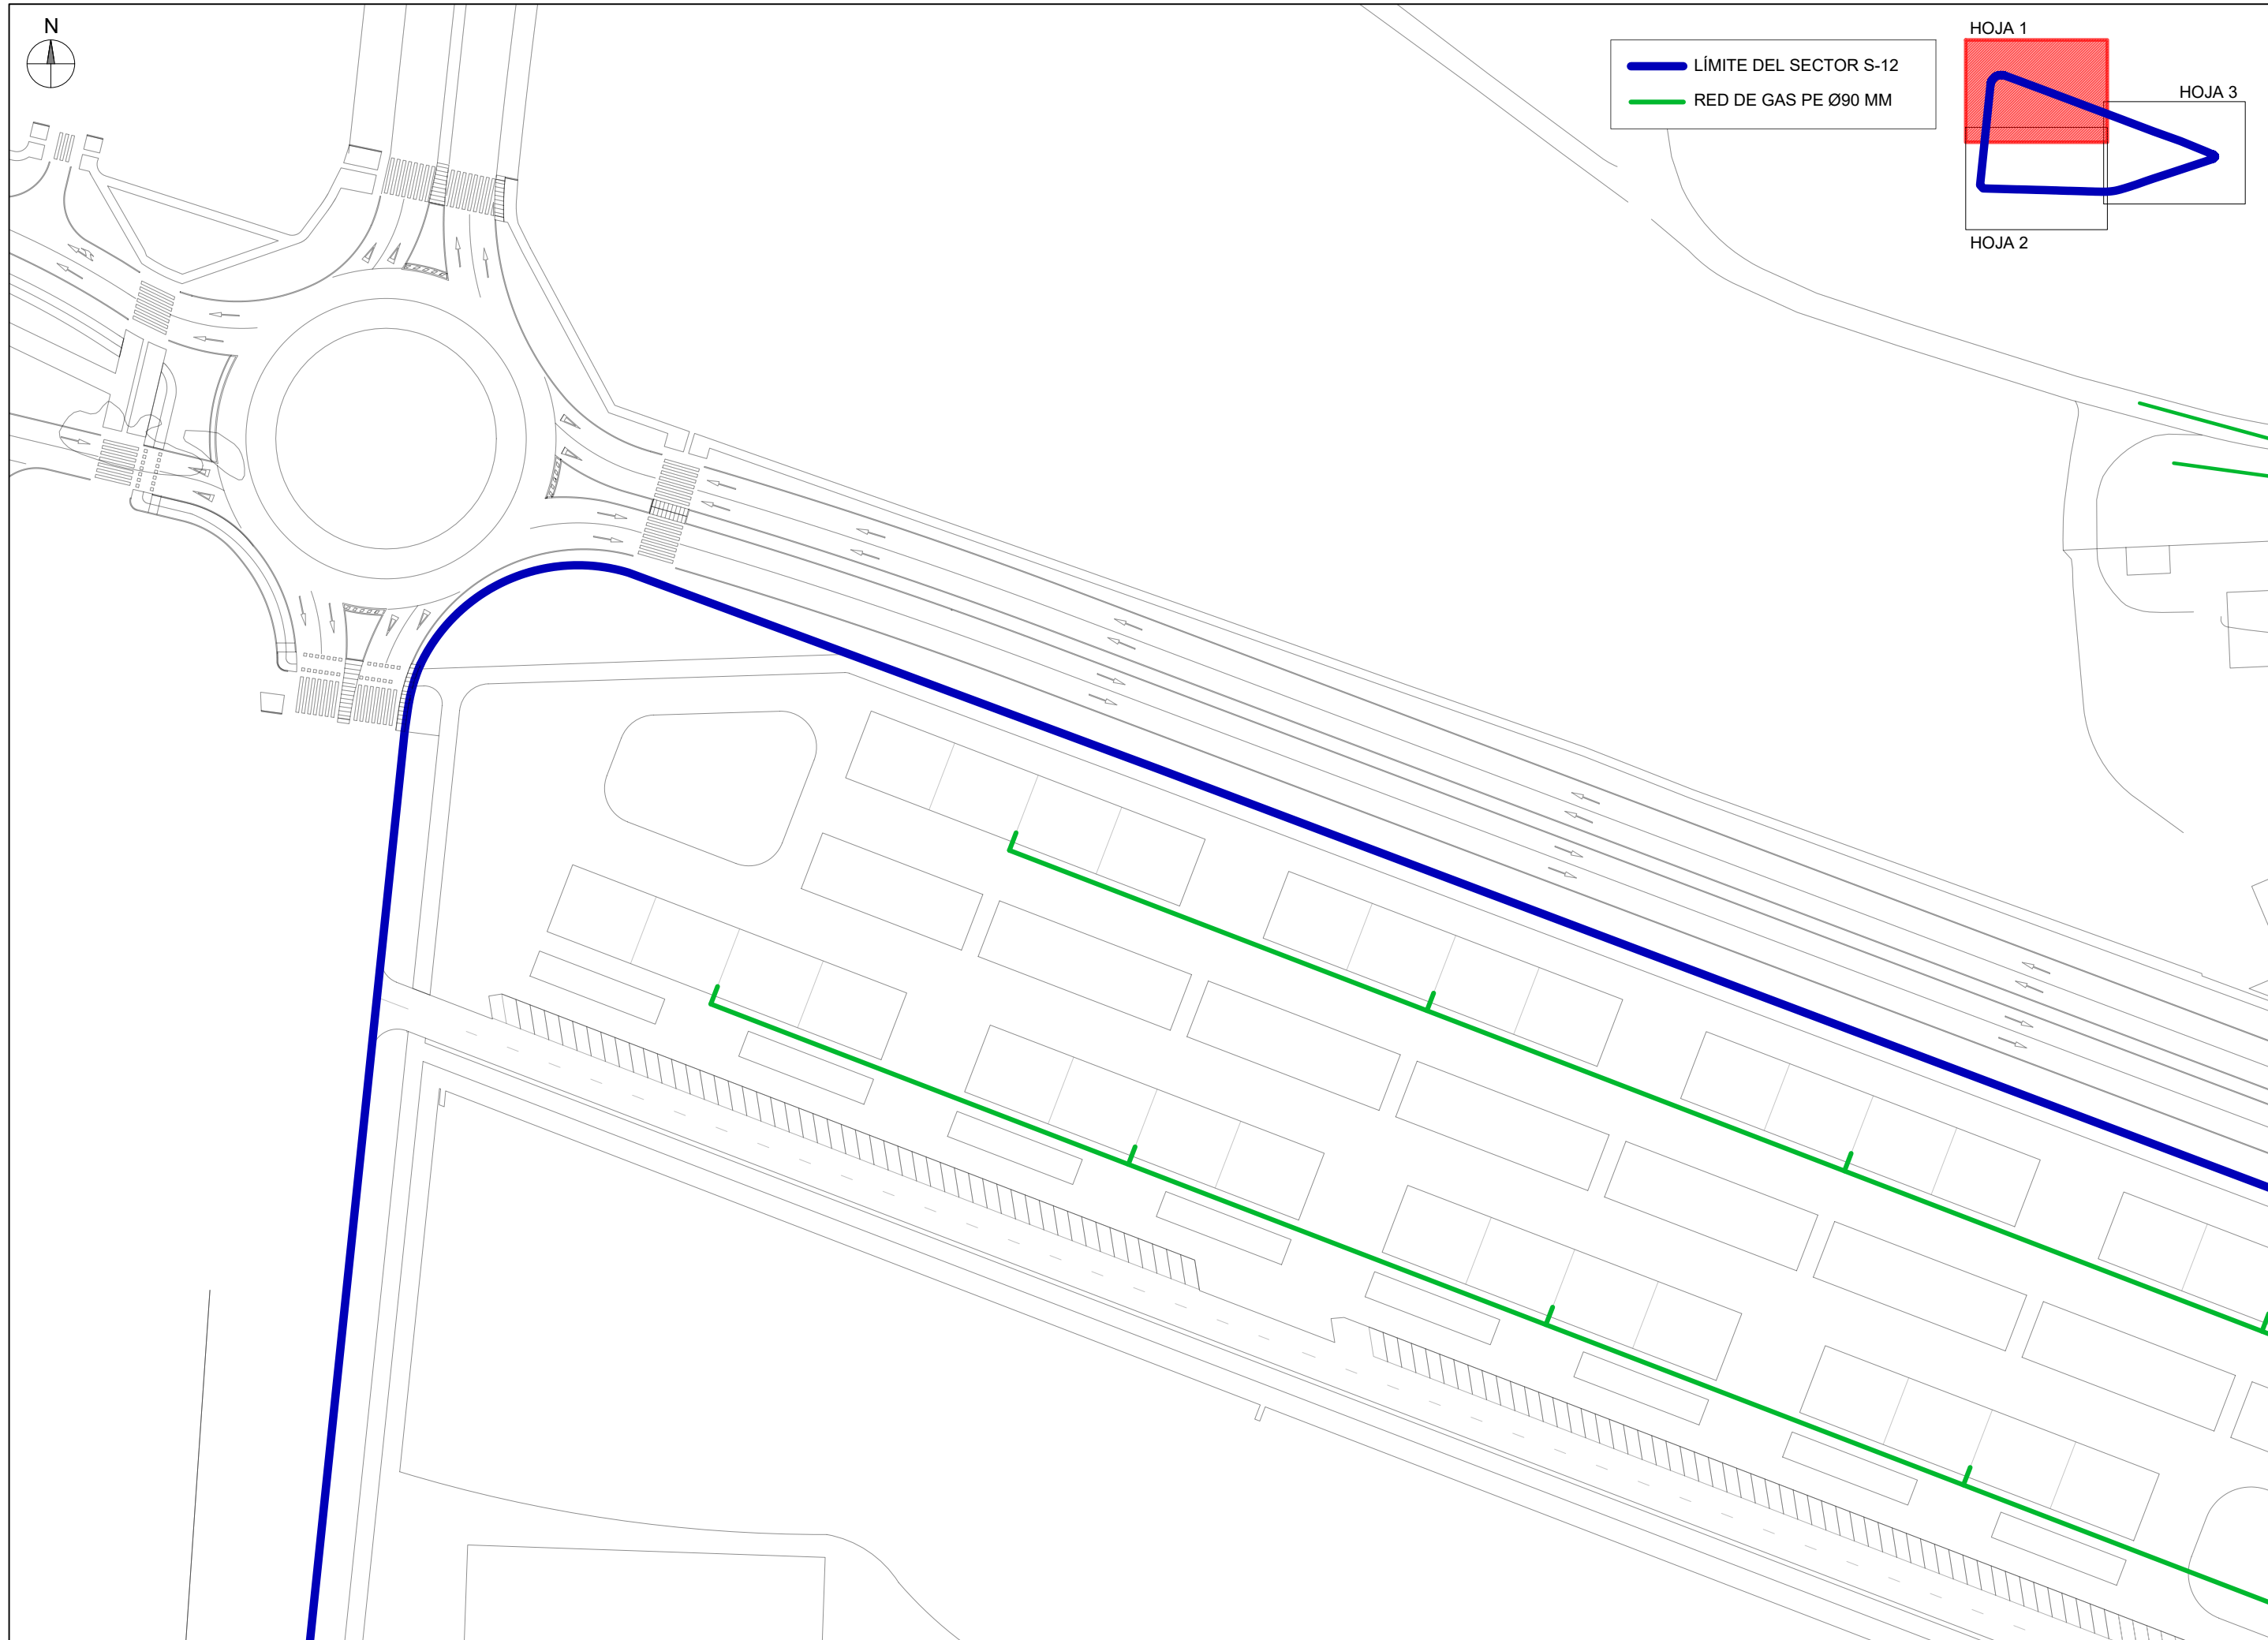 N
LÍMITE DEL SECTOR S-12
RED DE GAS PE Ø90 MM
HOJA 1
HOJA 3
HOJA 2